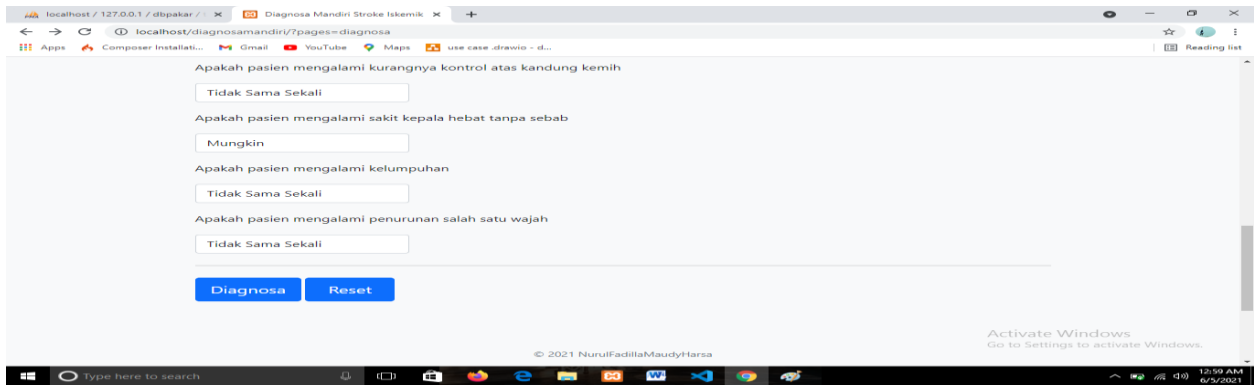 localhost / 127.0.0.1 / dbpakar /
Diagnosa Mandiri Stroke Iskemik
localhost/diagnosamandiri/?pages=diagnosa
Apps Composer Installati... Gmail YouTube Maps use case .drawio - d... Reading list
Apakah pasien mengalami kurangnya kontrol atas kandung kemih
Tidak Sama Sekali
Apakah pasien mengalami sakit kepala hebat tanpa sebab
Mungkin
Apakah pasien mengalami kelumpuhan
Tidak Sama Sekali
Apakah pasien mengalami penurunan salah satu wajah
Tidak Sama Sekali
Diagnosa Reset
Activate Windows
Go to Settings to activate Windows.
© 2021 NurulFadillaMaudyHarsa
Type here to search
12:59 AM
6/5/2021